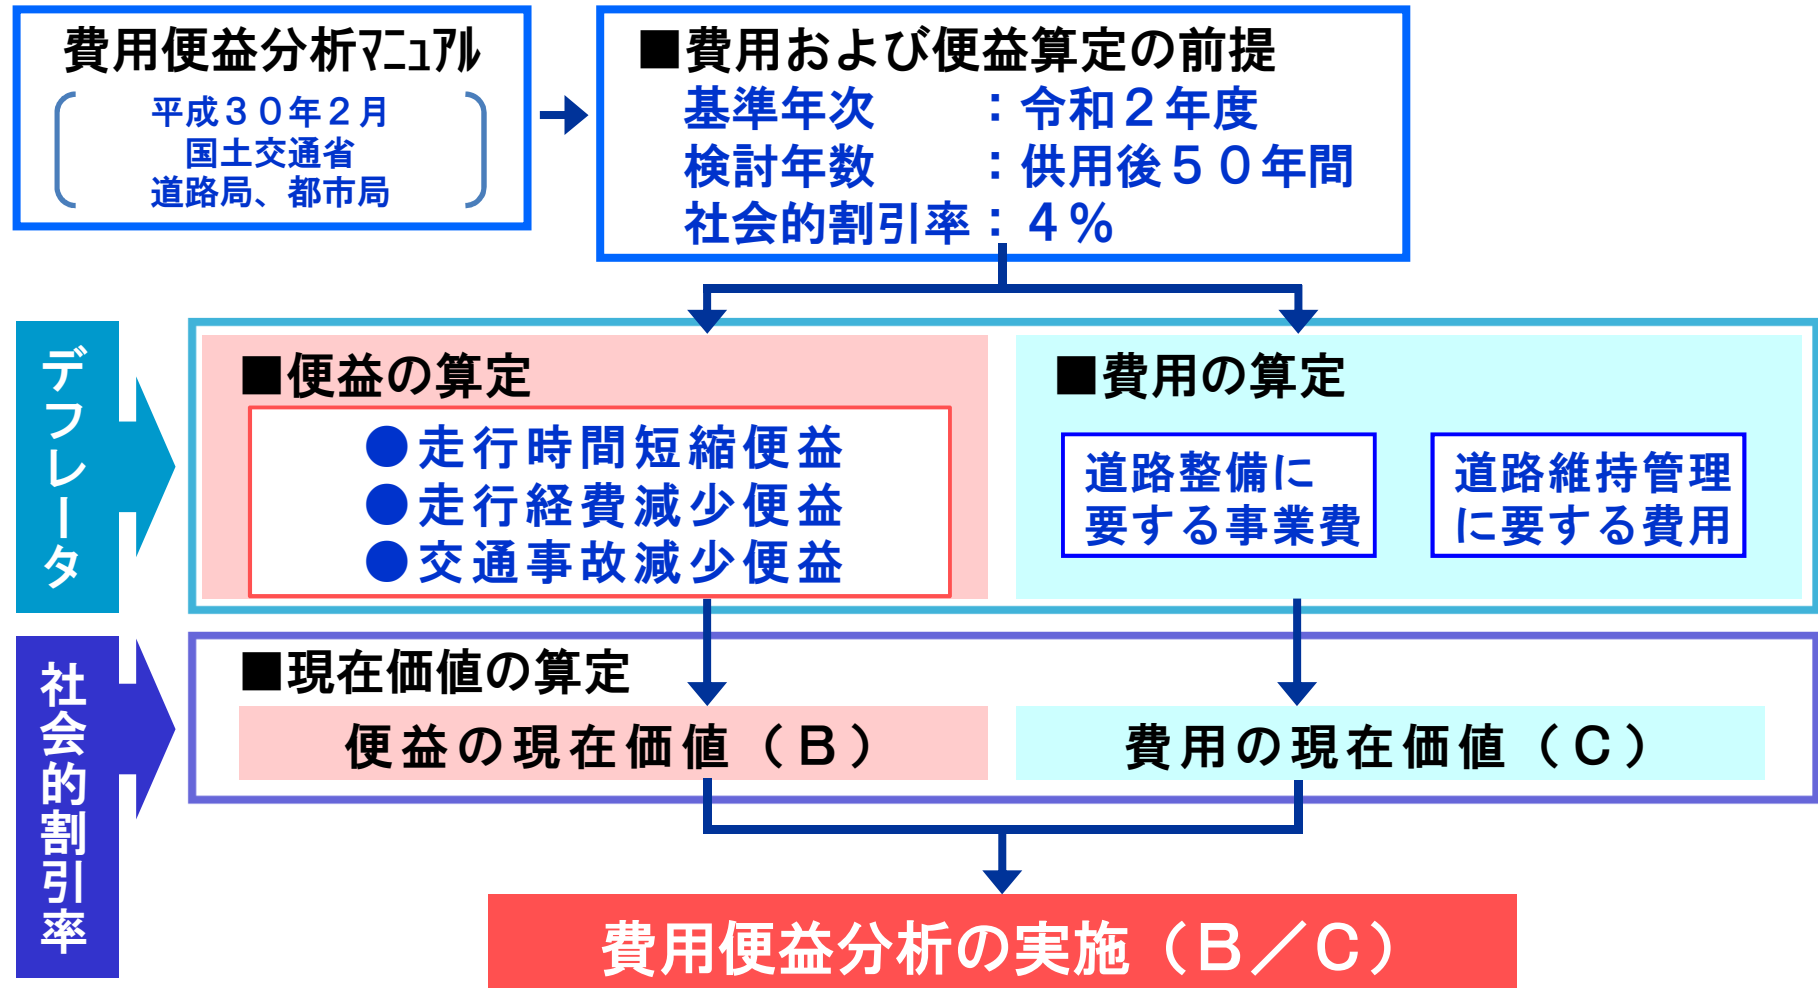 費用便益分析ﾏﾆｭｱﾙ
平成３０年２月
国土交通省
道路局、都市局
■費用および便益算定の前提
基準年次　　：令和２年度
検討年数　　：供用後５０年間
社会的割引率：４％
デフレータ
■便益の算定
●走行時間短縮便益
●走行経費減少便益
●交通事故減少便益
■費用の算定
道路整備に
要する事業費
道路維持管理
に要する費用
社会的割引率
■現在価値の算定
便益の現在価値（Ｂ）
費用の現在価値（Ｃ）
費用便益分析の実施（Ｂ／Ｃ）